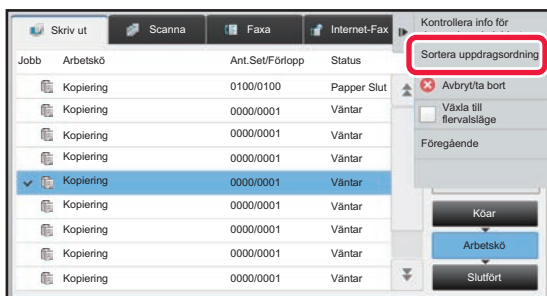 Skriv ut Scanna Faxa Internet-Fax
Jobb Arbetskö Ant.Set/Förlopp Status
Kopiering 0100/0100 Papper Slut
Kopiering 0000/0001 Väntar
Kopiering 0000/0001 Väntar
Kopiering 0000/0001 Väntar
Kopiering 0000/0001 Väntar
Kopiering 0000/0001 Väntar
Kopiering 0000/0001 Väntar
Kopiering 0000/0001 Väntar
Kopiering 0000/0001 Väntar
Kontrollera info för
Sortera uppdragsordning
Avbryt/ta bort
Växla till
flervalsläge
Föregående
Köar
Arbetskö
Slutfört